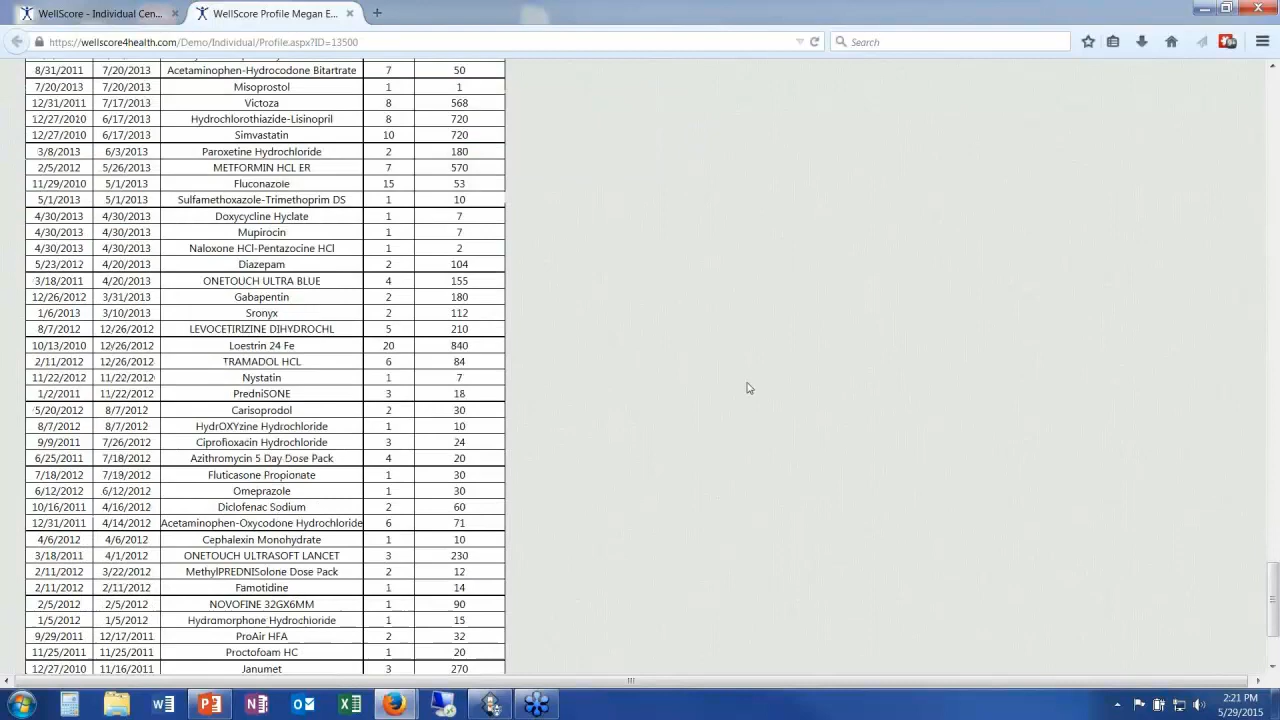 WellScore - Individual Cen... ×
WellScore Profile Megan E... ×
https://wellscore4health.com/Demo/Individual/Profile.aspx?ID=13500
Search
8/31/2011 7/20/2013 Acetaminophen-Hydrocodone Bitartrate 7 50
7/20/2013 7/20/2013 Misoprostol 1 1
12/31/2011 7/17/2013 Victoza 8 568
12/27/2010 6/17/2013 Hydrochlorothiazide-Lisinopril 8 720
12/27/2010 6/17/2013 Simvastatin 10 720
3/8/2013 6/3/2013 Paroxetine Hydrochloride 2 180
2/5/2012 5/26/2013 METFORMIN HCL ER 7 570
11/29/2010 5/1/2013 Fluconazole 15 53
5/1/2013 5/1/2013 Sulfamethoxazole-Trimethoprim DS 1 10
4/30/2013 4/30/2013 Doxycycline Hyclate 1 7
4/30/2013 4/30/2013 Mupirocin 1 7
4/30/2013 4/30/2013 Naloxone HCl-Pentazocine HCl 1 2
5/23/2012 4/20/2013 Diazepam 2 104
3/18/2011 4/20/2013 ONETOUCH ULTRA BLUE 4 155
12/26/2012 3/31/2013 Gabapentin 2 180
1/6/2013 3/10/2013 Sronyx 2 112
8/7/2012 12/26/2012 LEVOCETIRIZINE DIHYDROCHL 5 210
10/13/2010 12/26/2012 Loestrin 24 Fe 20 840
2/11/2012 12/26/2012 TRAMADOL HCL 6 84
11/22/2012 11/22/2012 Nystatin 1 7
1/2/2011 11/22/2012 PredniSONE 3 18
5/20/2012 8/7/2012 Carisoprodol 2 30
8/7/2012 8/7/2012 HydrOXYzine Hydrochloride 1 10
9/9/2011 7/26/2012 Ciprofloxacin Hydrochloride 3 24
6/25/2011 7/18/2012 Azithromycin 5 Day Dose Pack 4 20
7/18/2012 7/18/2012 Fluticasone Propionate 1 30
6/12/2012 6/12/2012 Omeprazole 1 30
10/16/2011 4/16/2012 Diclofenac Sodium 2 60
12/31/2011 4/14/2012 Acetaminophen-Oxycodone Hydrochloride 6 71
4/6/2012 4/6/2012 Cephalexin Monohydrate 1 10
3/18/2011 4/1/2012 ONETOUCH ULTRASOFT LANCET 3 230
2/11/2012 3/22/2012 MethylPREDNISolone Dose Pack 2 12
2/11/2012 2/11/2012 Famotidine 1 14
2/5/2012 2/5/2012 NOVOFINE 32GX6MM 1 90
1/5/2012 1/5/2012 Hydromorphone Hydrochloride 1 15
9/29/2011 12/17/2011 ProAir HFA 2 32
11/25/2011 11/25/2011 Proctofoam HC 1 20
12/27/2010 11/16/2011 Janumet 3 270
2:21 PM
5/29/2015